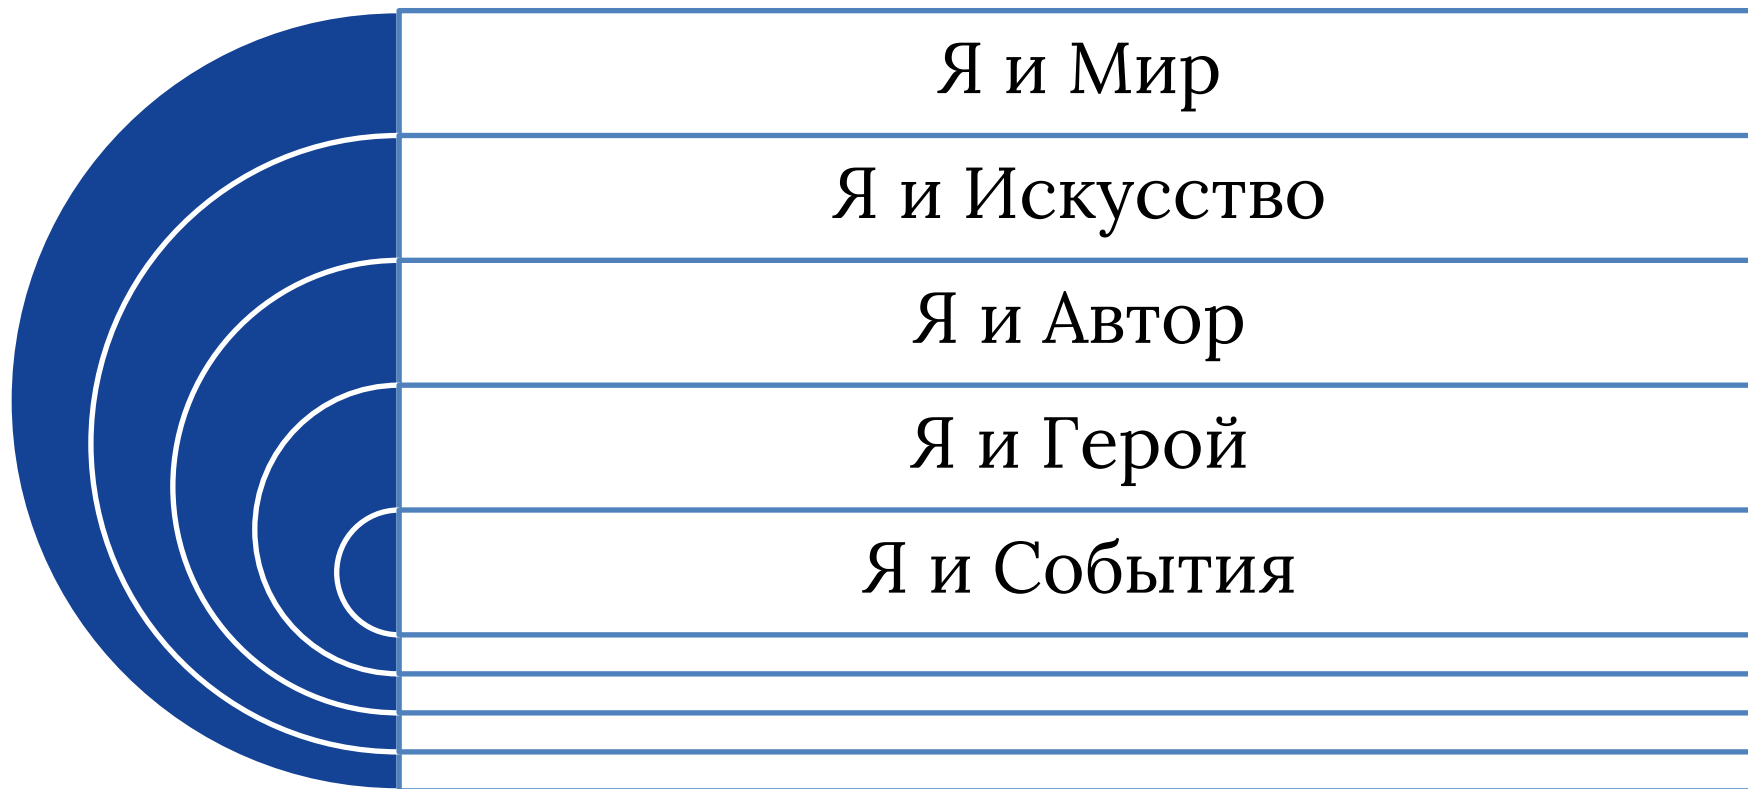 Я и Мир
Я и Искусство
Я и Автор
Я и Герой
Я и События